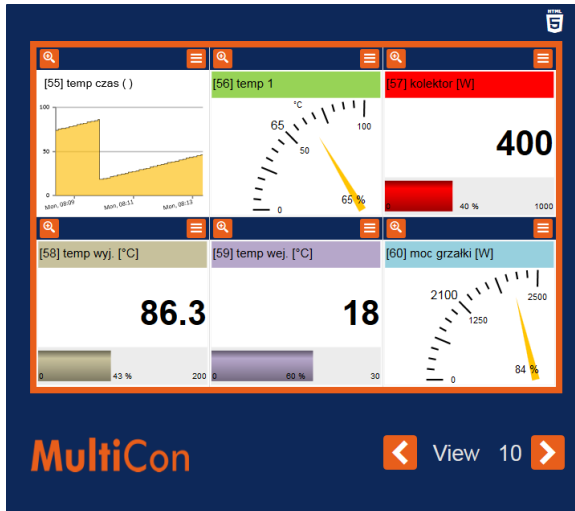 HTML
5
[55] temp czas ( )
100
50
0
Mon, 08:09
Mon, 08:11
Mon, 08:13
[56] temp 1
°C
65
100
50
0
65 %
[57] kolektor [W]
400
0
40 %
1000
[58] temp wyj. [°C]
86.3
0
43 %
200
[59] temp wej. [°C]
18
0
60 %
30
[60] moc grzałki [W]
2100
2500
1250
0
84 %
MultiCon
View 10